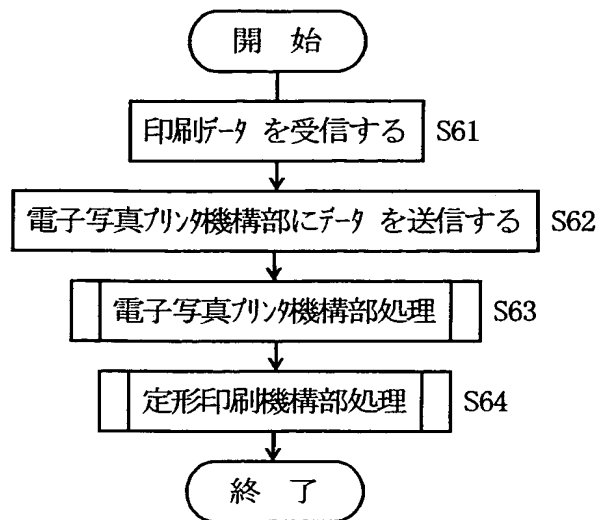 開 始
印刷データ を受信する S61
電子写真プリンタ機構部にデータ を送信する S62
電子写真プリンタ機構部処理 S63
定形印刷機構部処理 S64
終 了